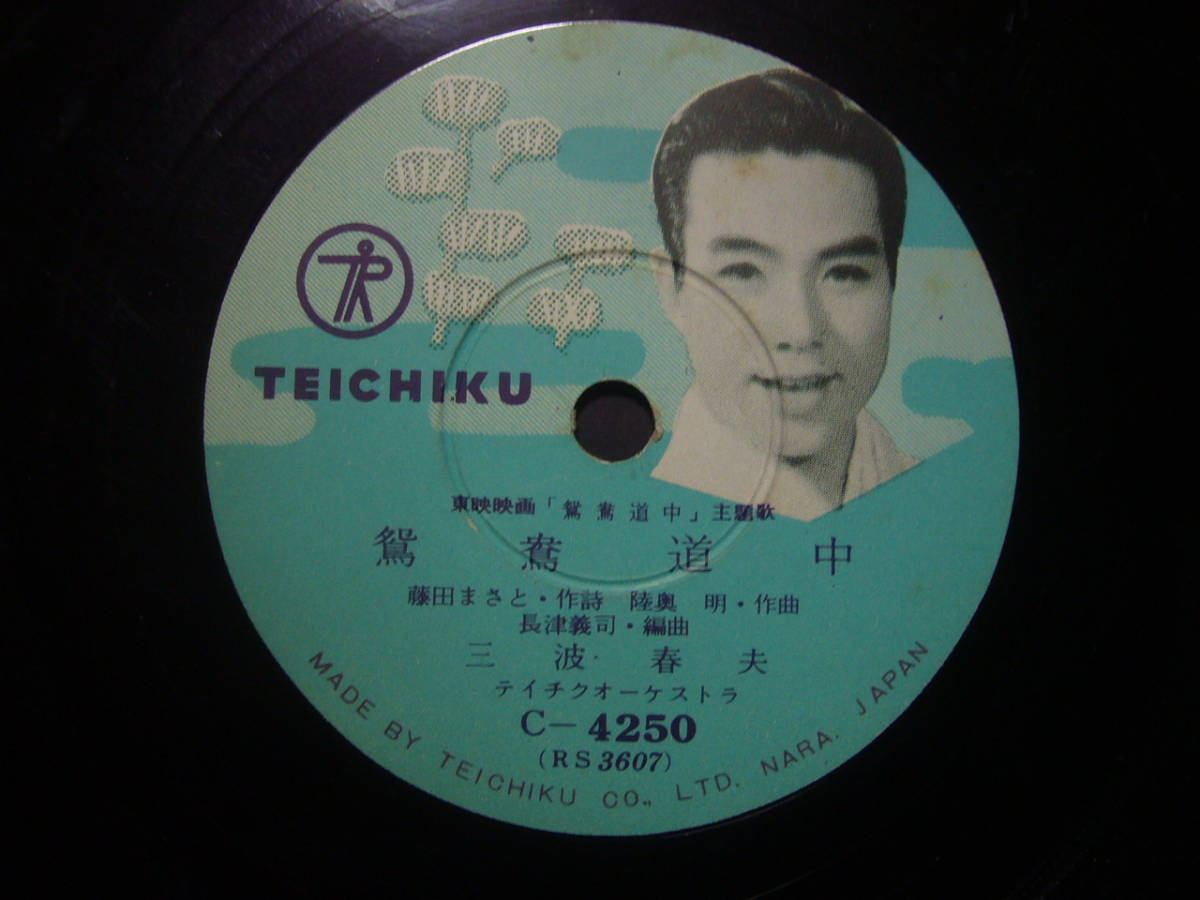 TEICHIKU
東映映画「鴛鴦道中」主題歌
鴛鴦道中
藤田まさと・作詩 陸奥 明・作曲
長津義司・編曲
三波春夫
テイチクオーケストラ
C-4250
(RS3607)
MADE BY TEICHIKU CO., LTD. NARA. JAPAN